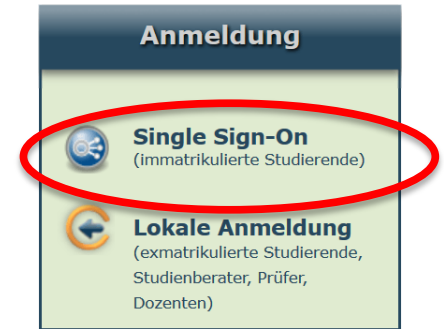 Anmeldung
Single Sign-On
(immatrikulierte Studierende)
Lokale Anmeldung
(exmatrikulierte Studierende,
Studienberater, Prüfer,
Dozenten)